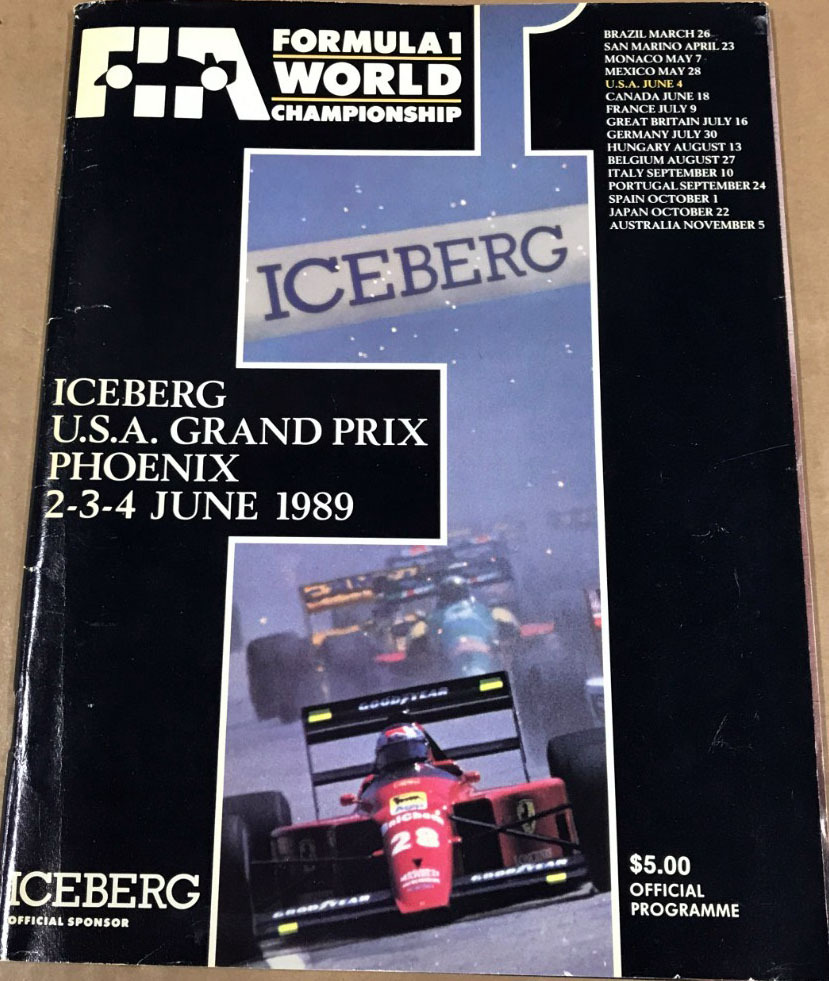 FIA
FORMULA 1
WORLD
CHAMPIONSHIP
BRAZIL MARCH 26
SAN MARINO APRIL 23
MONACO MAY 7
MEXICO MAY 28
U.S.A. JUNE 4
CANADA JUNE 18
FRANCE JULY 9
GREAT BRITAIN JULY 16
GERMANY JULY 30
HUNGARY AUGUST 13
BELGIUM AUGUST 27
ITALY SEPTEMBER 10
PORTUGAL SEPTEMBER 24
SPAIN OCTOBER 1
JAPAN OCTOBER 22
AUSTRALIA NOVEMBER 5
ICEBERG
ICEBERG
U.S.A. GRAND PRIX
PHOENIX
2-3-4 JUNE 1989
GOODYEAR
Agip
28
GOODYEAR
GOODYEAR
ICEBERG
OFFICIAL SPONSOR
$5.00
OFFICIAL
PROGRAMME